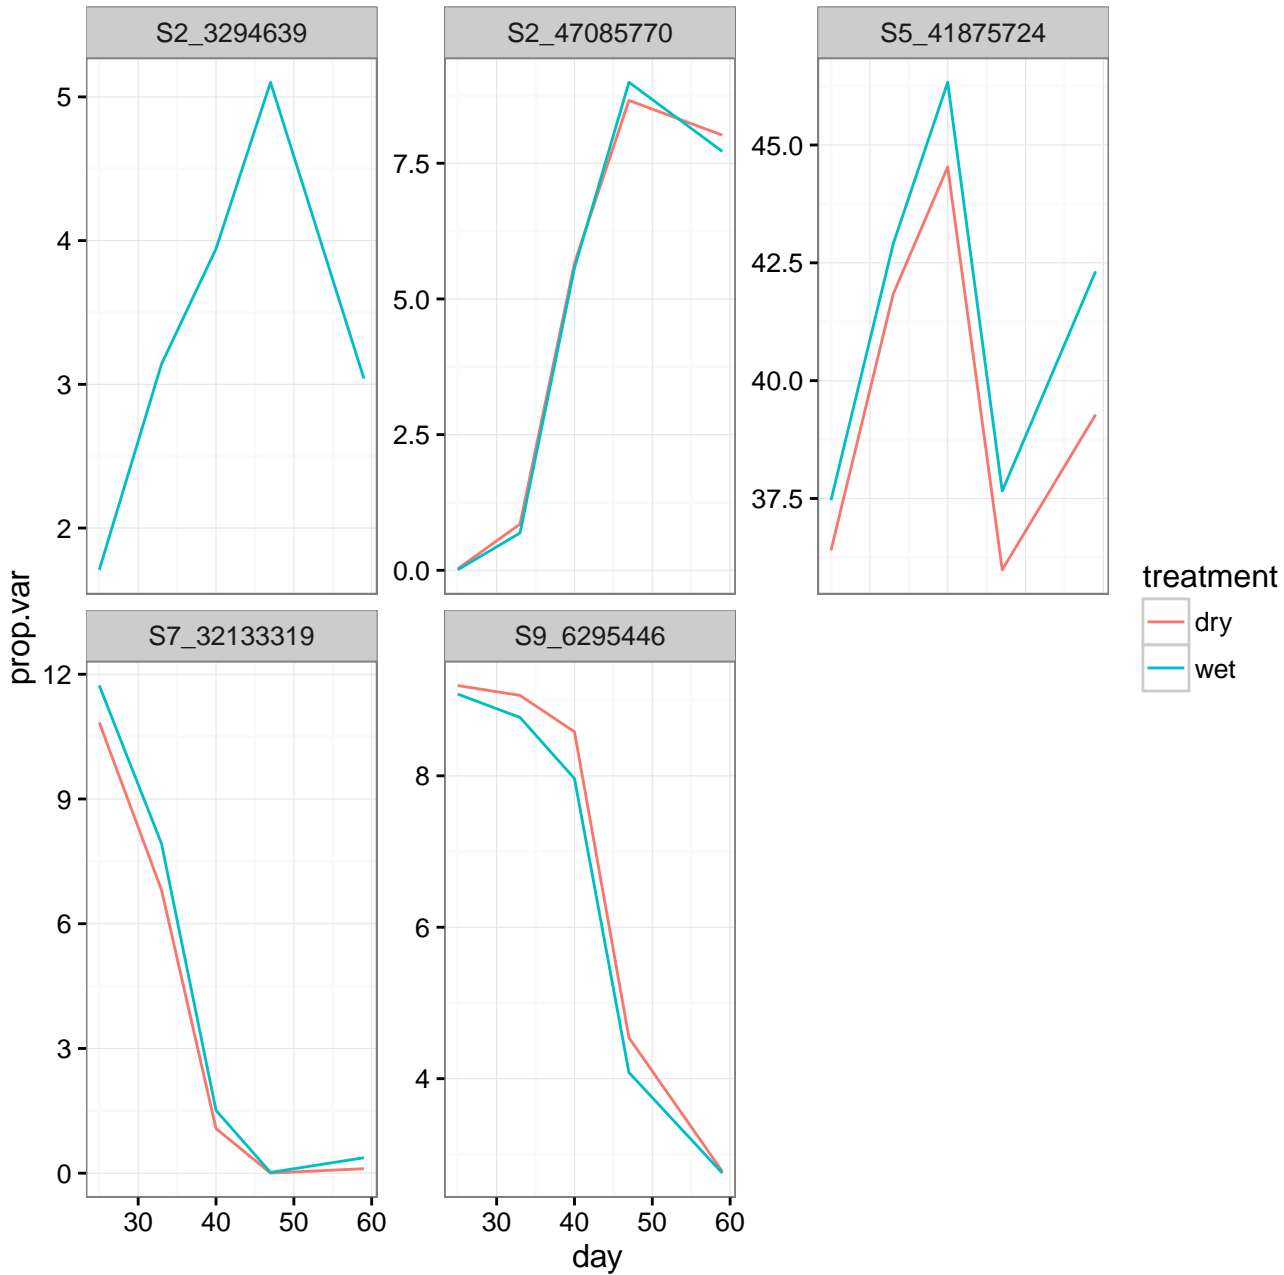 S2_3294639 S2_47085770 S5_41875724
5 4 3 2
7.5 5.0 2.5 0.0
45.0 42.5 40.0 37.5
prop.var
treatment
dry
wet
S7_32133319 S9_6295446
12 9 6 3 0
8 6 4
30 40 50 60 30 40 50 60
day